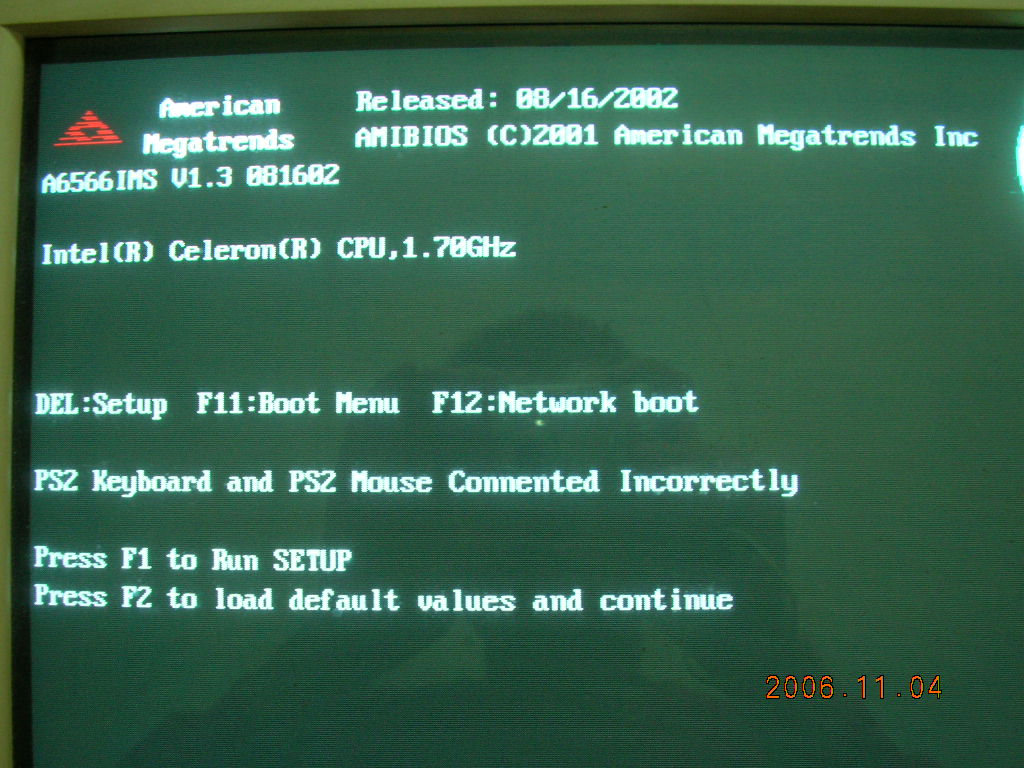 American
Megatrends
Released: 08/16/2002
AMIBIOS (C)2001 American Megatrends Inc
A6566IMS V1.3 081602
Intel(R) Celeron(R) CPU,1.70GHz
DEL:Setup F11:Boot Menu F12:Network boot
PS2 Keyboard and PS2 Mouse Connented Incorrectly
Press F1 to Run SETUP
Press F2 to load default values and continue
2006.11.04